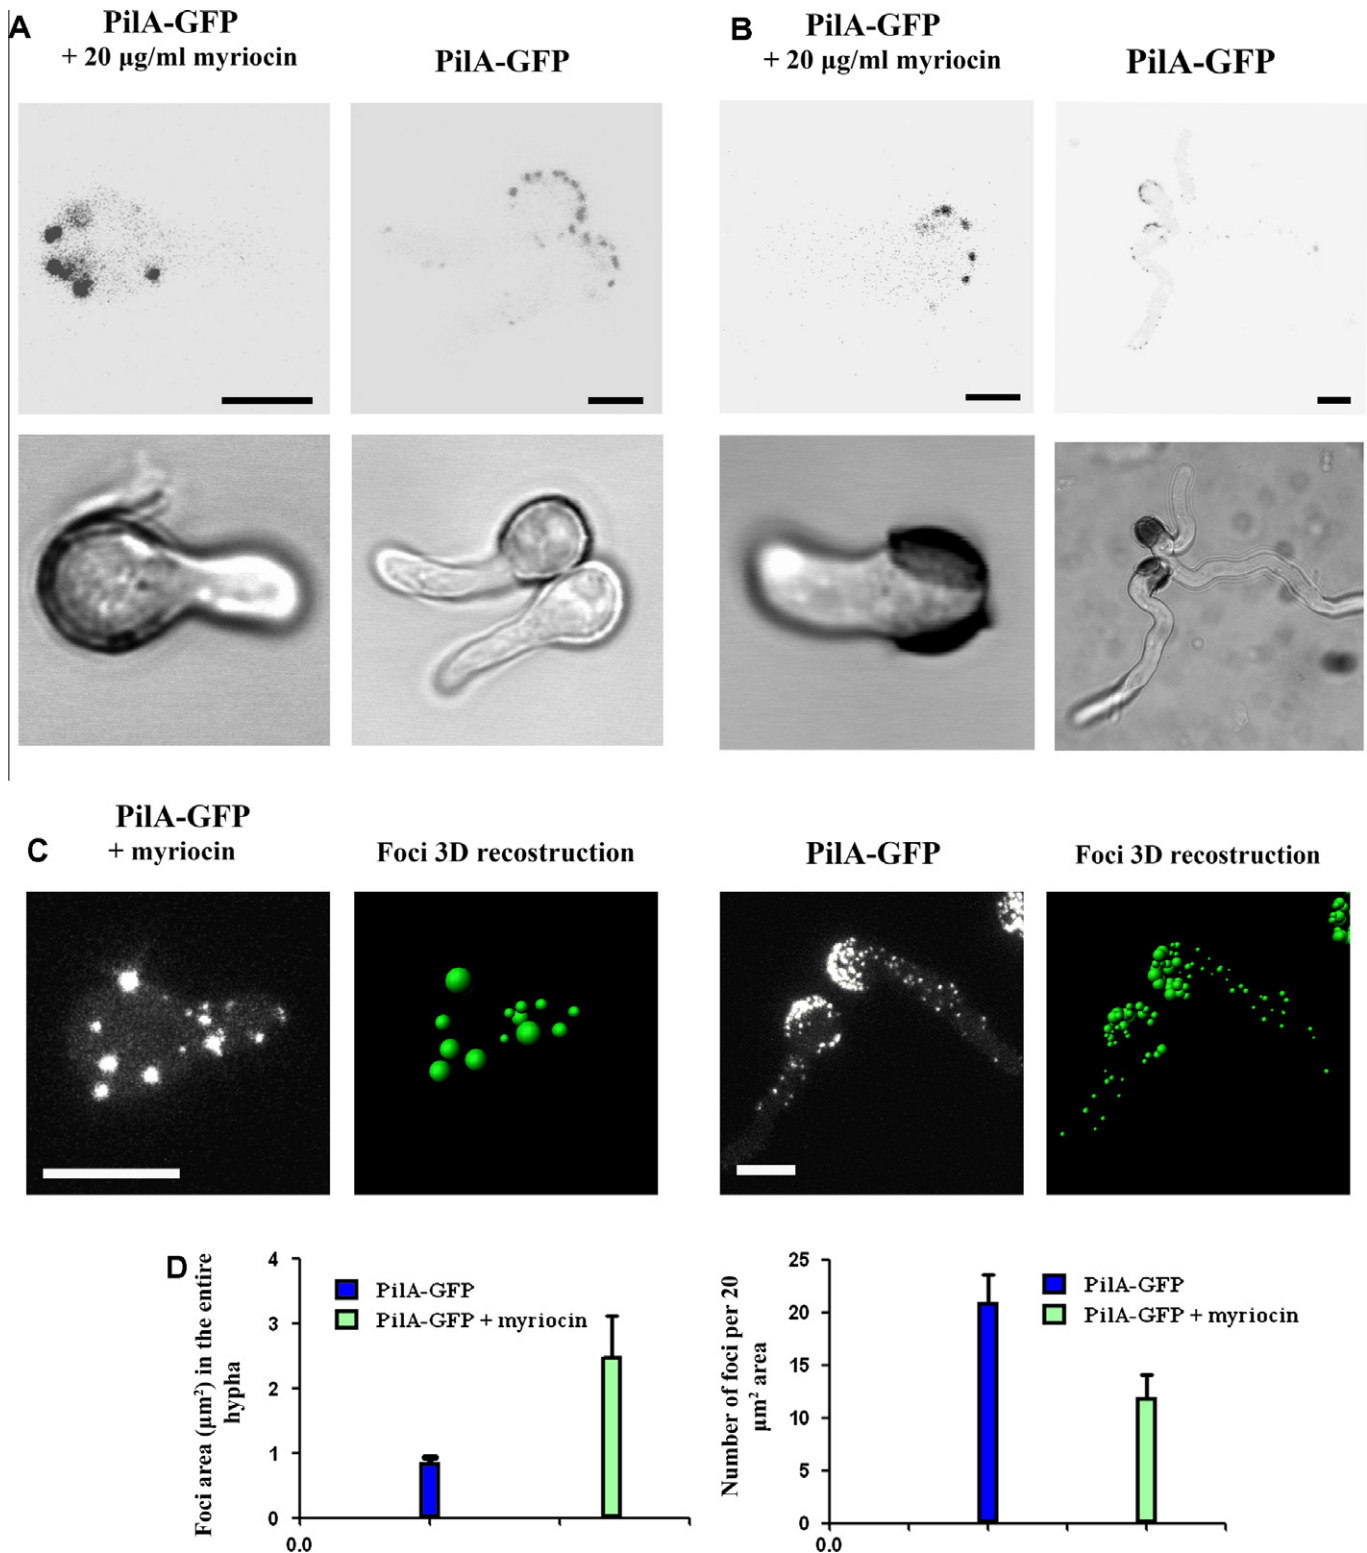 A
PilA-GFP
+ 20 µg/ml myriocin
PilA-GFP
B
PilA-GFP
+ 20 µg/ml myriocin
PilA-GFP
C
PilA-GFP
+ myriocin
Foci 3D recostruction
PilA-GFP
Foci 3D recostruction
D
Foci area (µm²) in the entire
hypha
4
3
2
1
0
0.0
PilA-GFP
PilA-GFP + myriocin
Number of foci per 20
µm² area
25
20
15
10
5
0
0.0
PilA-GFP
PilA-GFP + myriocin